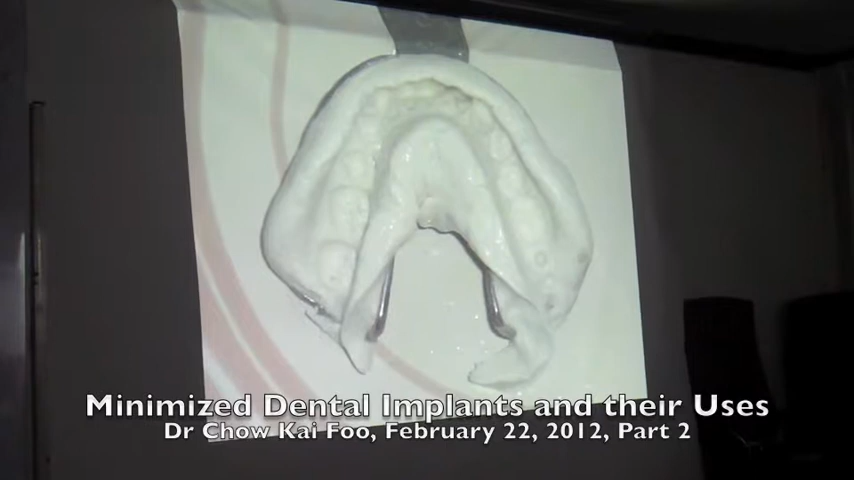 Minimized Dental Implants and their Uses
Dr Chow Kai Foo, February 22, 2012, Part 2